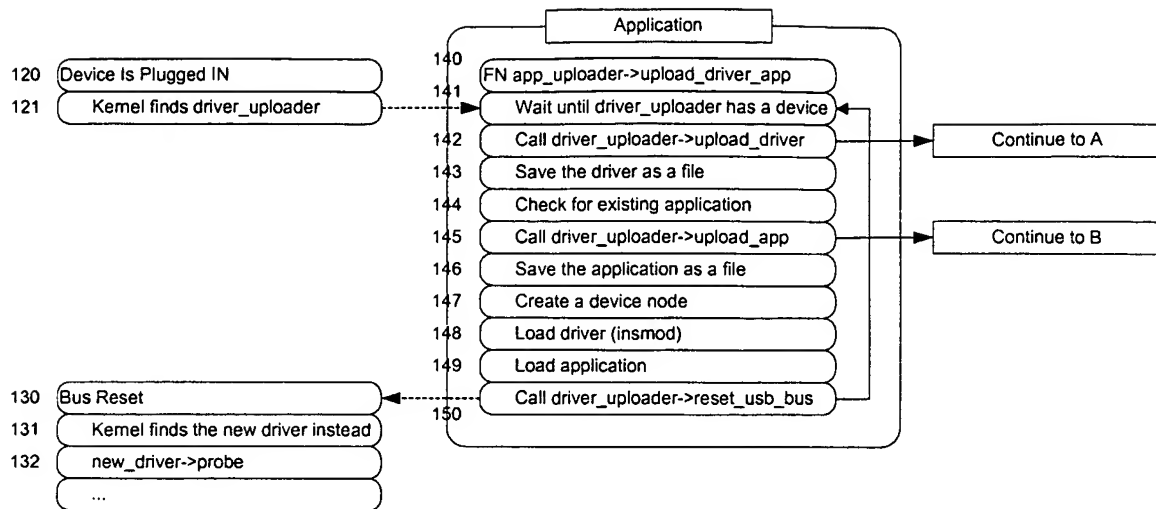 Application
140
120 Device Is Plugged IN
FN app_uploader->upload_driver_app
141
121 Kernel finds driver_uploader
Wait until driver_uploader has a device
142 Call driver_uploader->upload_driver
Continue to A
143 Save the driver as a file
144 Check for existing application
145 Call driver_uploader->upload_app
Continue to B
146 Save the application as a file
147 Create a device node
148 Load driver (insmod)
149 Load application
130 Bus Reset
Call driver_uploader->reset_usb_bus
150
131 Kernel finds the new driver instead
132 new_driver->probe
...